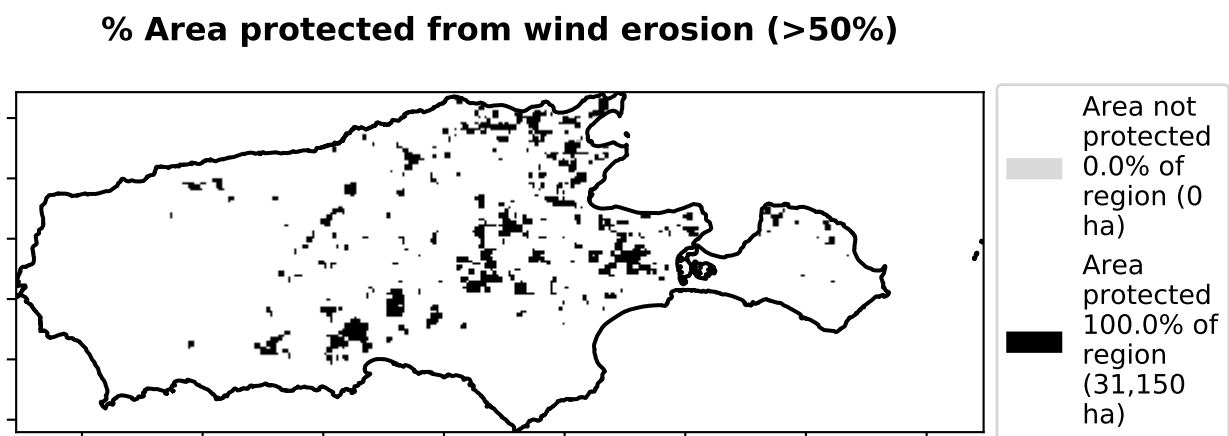 % Area protected from wind erosion (>50%)
Area not
protected
0.0% of
region (0
ha)
Area
protected
100.0% of
region
(31,150
ha)